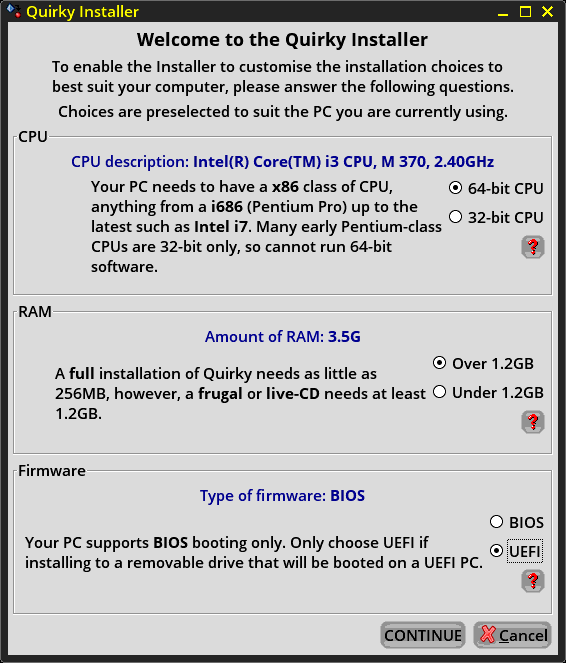 Quirky Installer
Welcome to the Quirky Installer
To enable the Installer to customise the installation choices to
best suit your computer, please answer the following questions.
Choices are preselected to suit the PC you are currently using.
CPU
CPU description: Intel(R) Core(TM) i3 CPU, M 370, 2.40GHz
Your PC needs to have a x86 class of CPU,
anything from a i686 (Pentium Pro) up to the
latest such as Intel i7. Many early Pentium-class
CPUs are 32-bit only, so cannot run 64-bit
software.
64-bit CPU
32-bit CPU
?
RAM
Amount of RAM: 3.5G
A full installation of Quirky needs as little as
256MB, however, a frugal or live-CD needs at least
1.2GB.
Over 1.2GB
Under 1.2GB
?
Firmware
Type of firmware: BIOS
Your PC supports BIOS booting only. Only choose UEFI if
installing to a removable drive that will be booted on a UEFI PC.
BIOS
UEFI
?
CONTINUE
Cancel